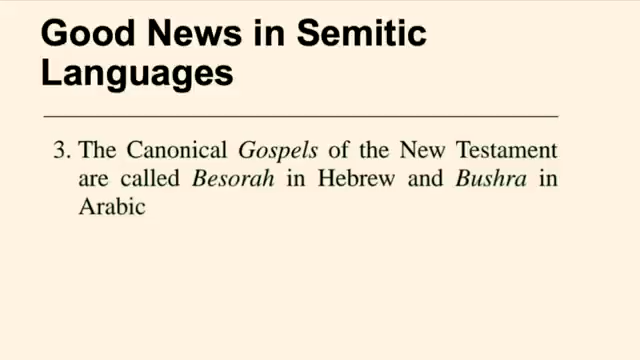 Good News in Semitic
Languages
3. The Canonical Gospels of the New Testament
are called Besorah in Hebrew and Bushra in
Arabic